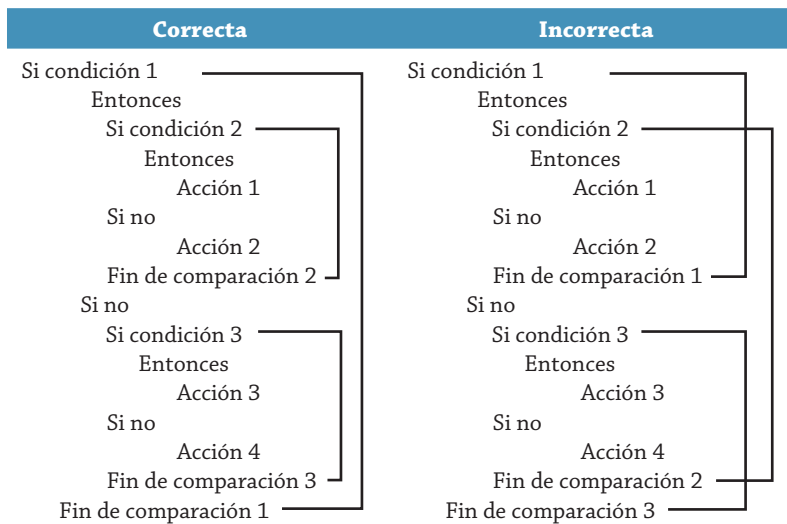 Correcta
Si condición 1
Entonces
Si condición 2
Entonces
Acción 1
Si no
Acción 2
Fin de comparación 2
Si no
Si condición 3
Entonces
Acción 3
Si no
Acción 4
Fin de comparación 3
Fin de comparación 1
Incorrecta
Si condición 1
Entonces
Si condición 2
Entonces
Acción 1
Si no
Acción 2
Fin de comparación 1
Si no
Si condición 3
Entonces
Acción 3
Si no
Acción 4
Fin de comparación 2
Fin de comparación 3